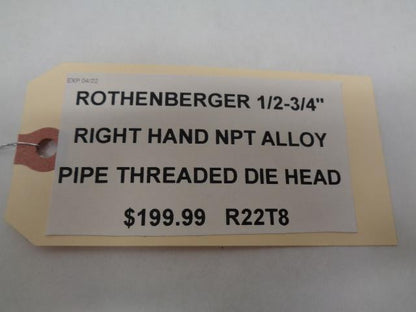 EXP 04/22
ROTHENBERGER 1/2-3/4"
RIGHT HAND NPT ALLOY
PIPE THREADED DIE HEAD
$199.99 R22T8